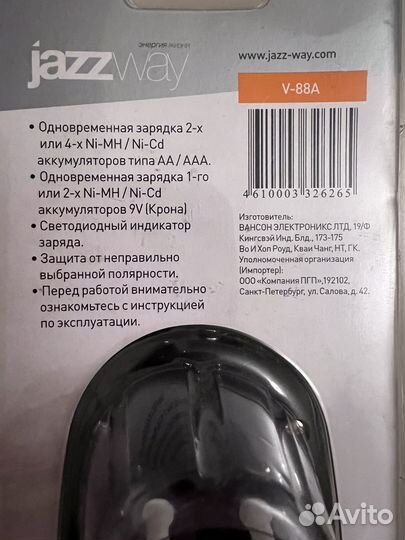 энергия жизни
jazzway
www.jazz-way.com
V-88A
• Одновременная зарядка 2-х
или 4-х Ni-MH / Ni-Cd
аккумуляторов типа AA / AAA.
• Одновременная зарядка 1-го
или 2-х Ni-MH / Ni-Cd
аккумуляторов 9V (Крона)
• Светодиодный индикатор
заряда.
• Защита от неправильно
выбранной полярности.
• Перед работой внимательно
ознакомьтесь с инструкцией
по эксплуатации.
4 610003 326265
Изготовитель:
ВАНСОН ЭЛЕКТРОНИКС ЛТД, 19/Ф
Кингсвэй Инд. Блд., 173-175
Во И Хоп Роуд, Кваи Чанг, НТ, ГК.
Уполномоченная организация
(Импортер):
ООО «Компания ПГП»,192102,
Санкт-Петербург, ул. Салова, д. 42.
Avito